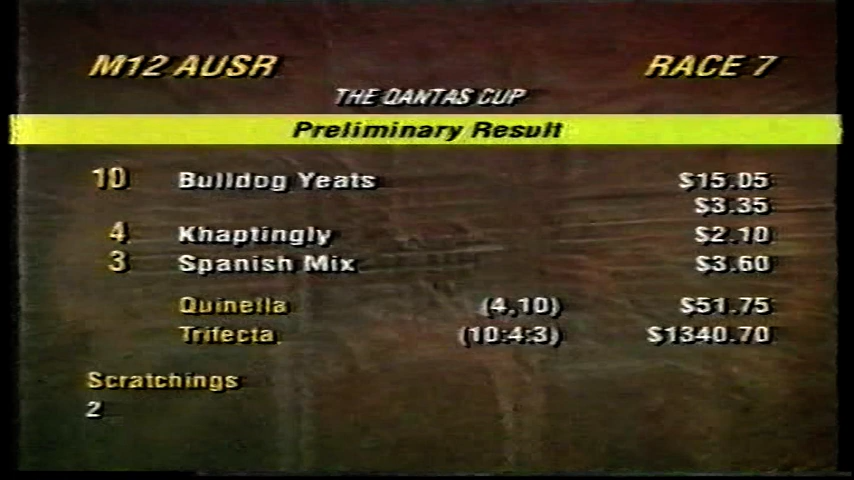 M12 AUSR RACE 7
THE QANTAS CUP
Preliminary Result
10 Bulldog Yeats $15.05
$3.35
4 Khaptingly $2.10
3 Spanish Mix $3.60
Quinella (4,10) $51.75
Trifecta (10:4:3) $1340.70
Scratchings
2